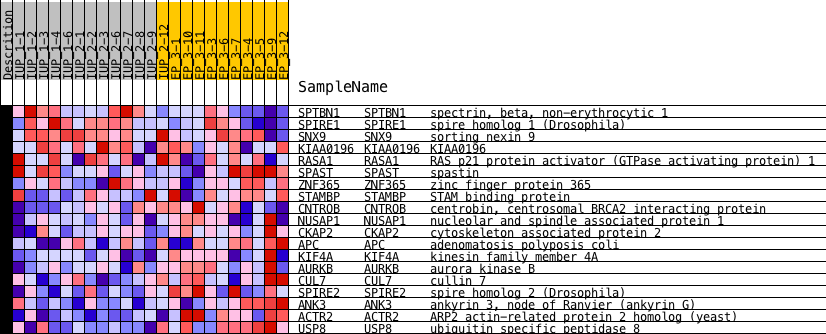 Descrition
IUP_1-1
IUP_1-2
IUP_1-3
IUP_1-4
IUP_1-6
IUP_2-1
IUP_2-2
IUP_2-3
IUP_2-6
IUP_2-7
IUP_2-8
IUP_2-9
IUP_2-12
EP_3-1
EP_3-10
EP_3-11
EP_3-3
EP_3-6
EP_3-7
EP_3-4
EP_3-5
EP_3-9
EP_3-12
SampleName
SPTBN1 SPTBN1 spectrin, beta, non-erythrocytic 1
SPIRE1 SPIRE1 spire homolog 1 (Drosophila)
SNX9 SNX9 sorting nexin 9
KIAA0196 KIAA0196 KIAA0196
RASA1 RASA1 RAS p21 protein activator (GTPase activating protein) 1
SPAST SPAST spastin
ZNF365 ZNF365 zinc finger protein 365
STAMBP STAMBP STAM binding protein
CNTROB CNTROB centrobin, centrosomal BRCA2 interacting protein
NUSAP1 NUSAP1 nucleolar and spindle associated protein 1
CKAP2 CKAP2 cytoskeleton associated protein 2
APC APC adenomatosis polyposis coli
KIF4A KIF4A kinesin family member 4A
AURKB AURKB aurora kinase B
CUL7 CUL7 cullin 7
SPIRE2 SPIRE2 spire homolog 2 (Drosophila)
ANK3 ANK3 ankyrin 3, node of Ranvier (ankyrin G)
ACTR2 ACTR2 ARP2 actin-related protein 2 homolog (yeast)
USP8 USP8 ubiquitin specific peptidase 8